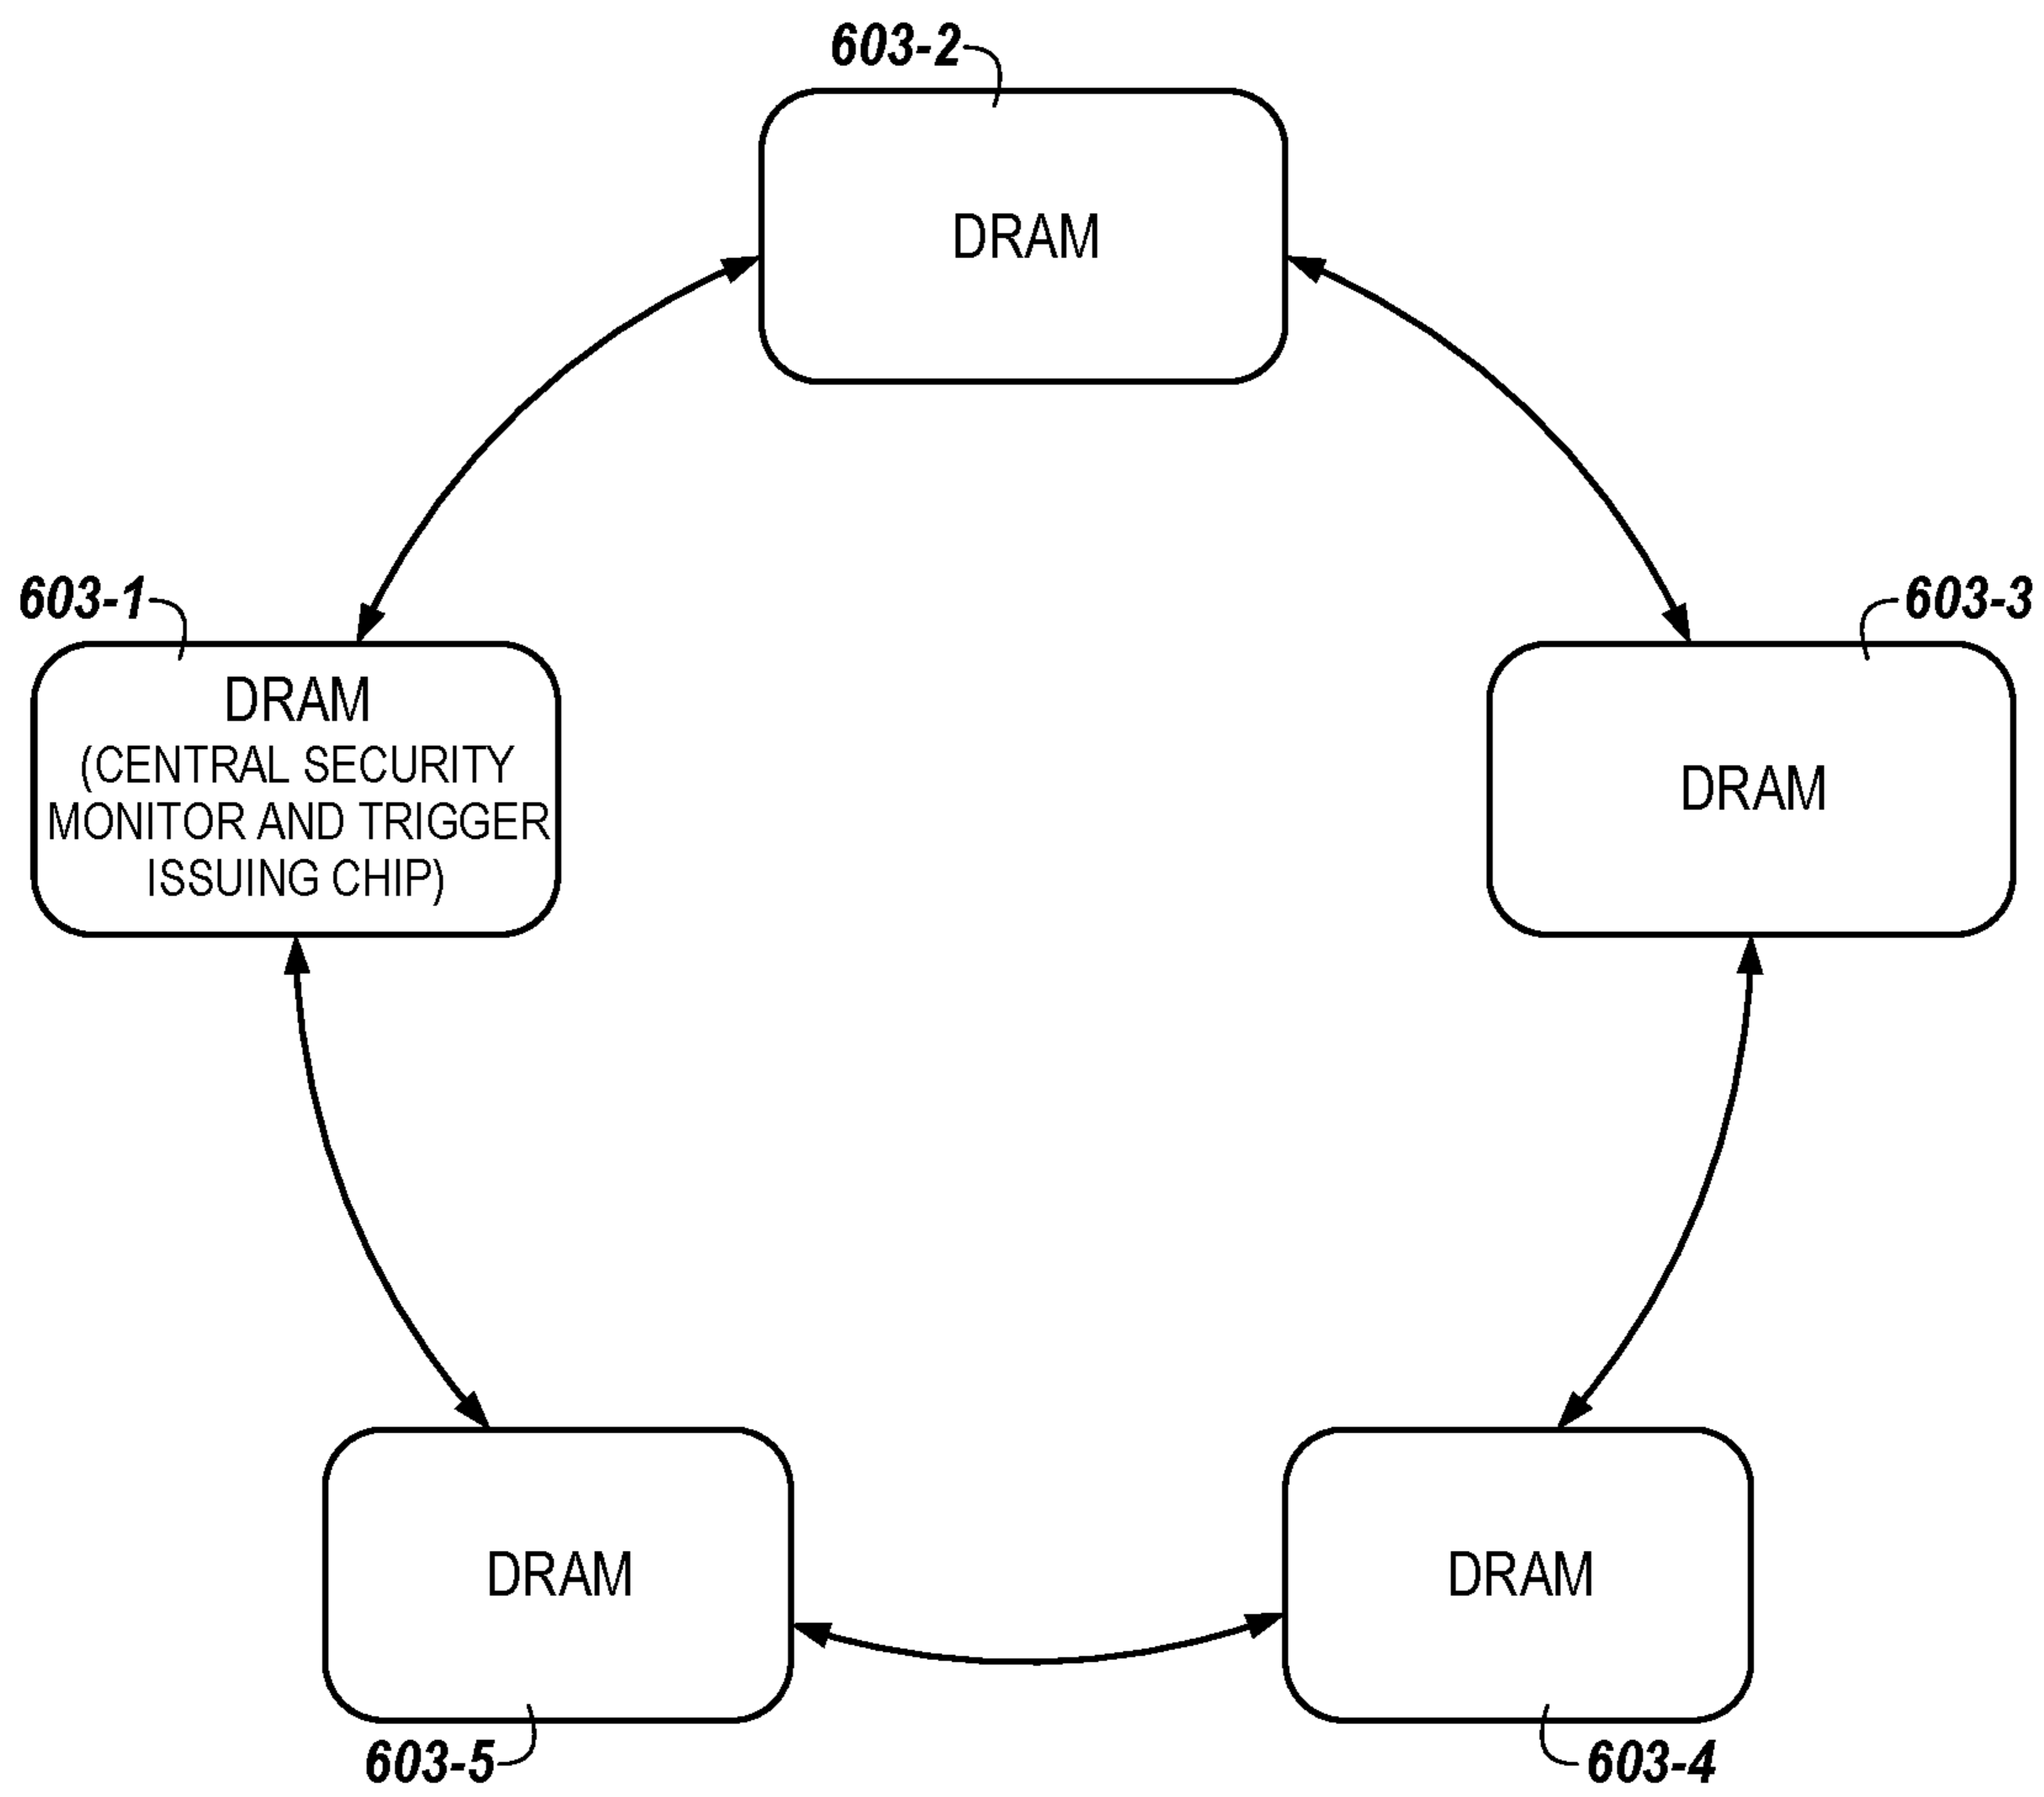 603-2
DRAM
603-1
603-3
DRAM
(CENTRAL SECURITY
MONITOR AND TRIGGER
ISSUING CHIP)
DRAM
DRAM
DRAM
603-5
603-4